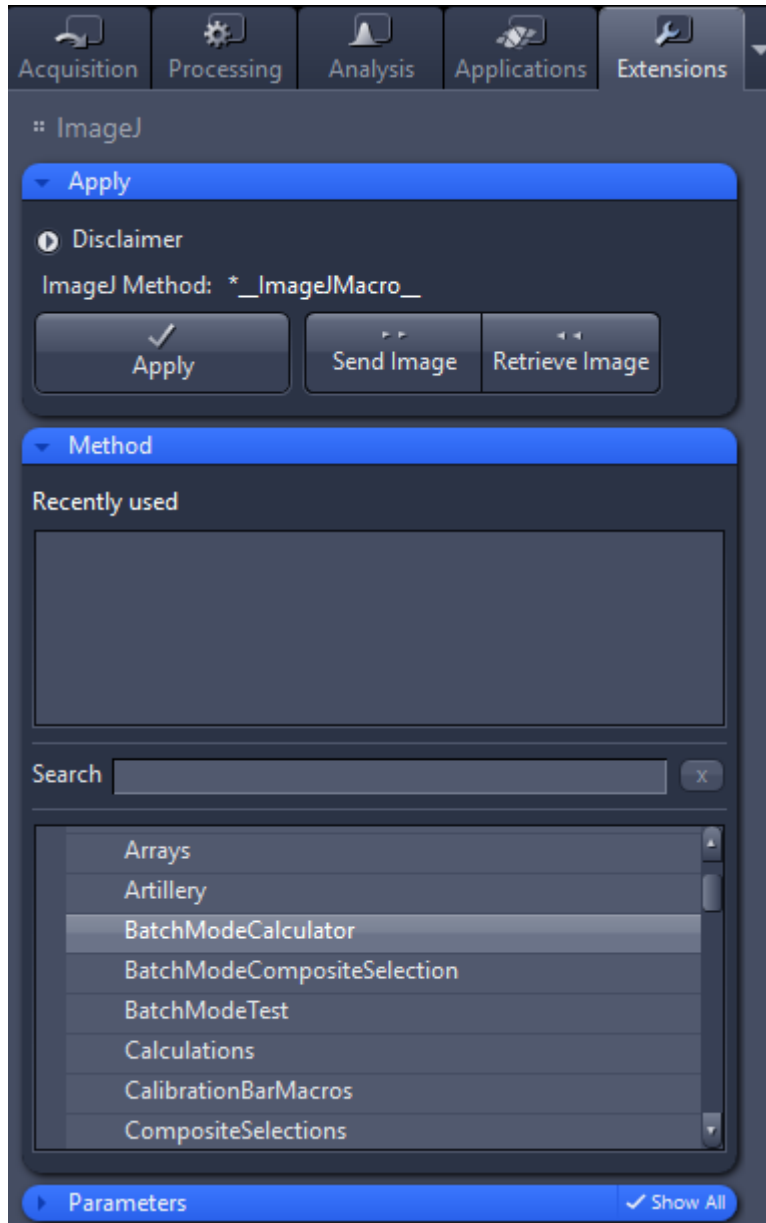 Acquisition Processing Analysis Applications Extensions
ImageJ
Apply
Disclaimer
ImageJ Method: *__ImageJMacro__
Apply Send Image Retrieve Image
Method
Recently used
Search x
Arrays
Artillery
BatchModeCalculator
BatchModeCompositeSelection
BatchModeTest
Calculations
CalibrationBarMacros
CompositeSelections
Parameters Show All